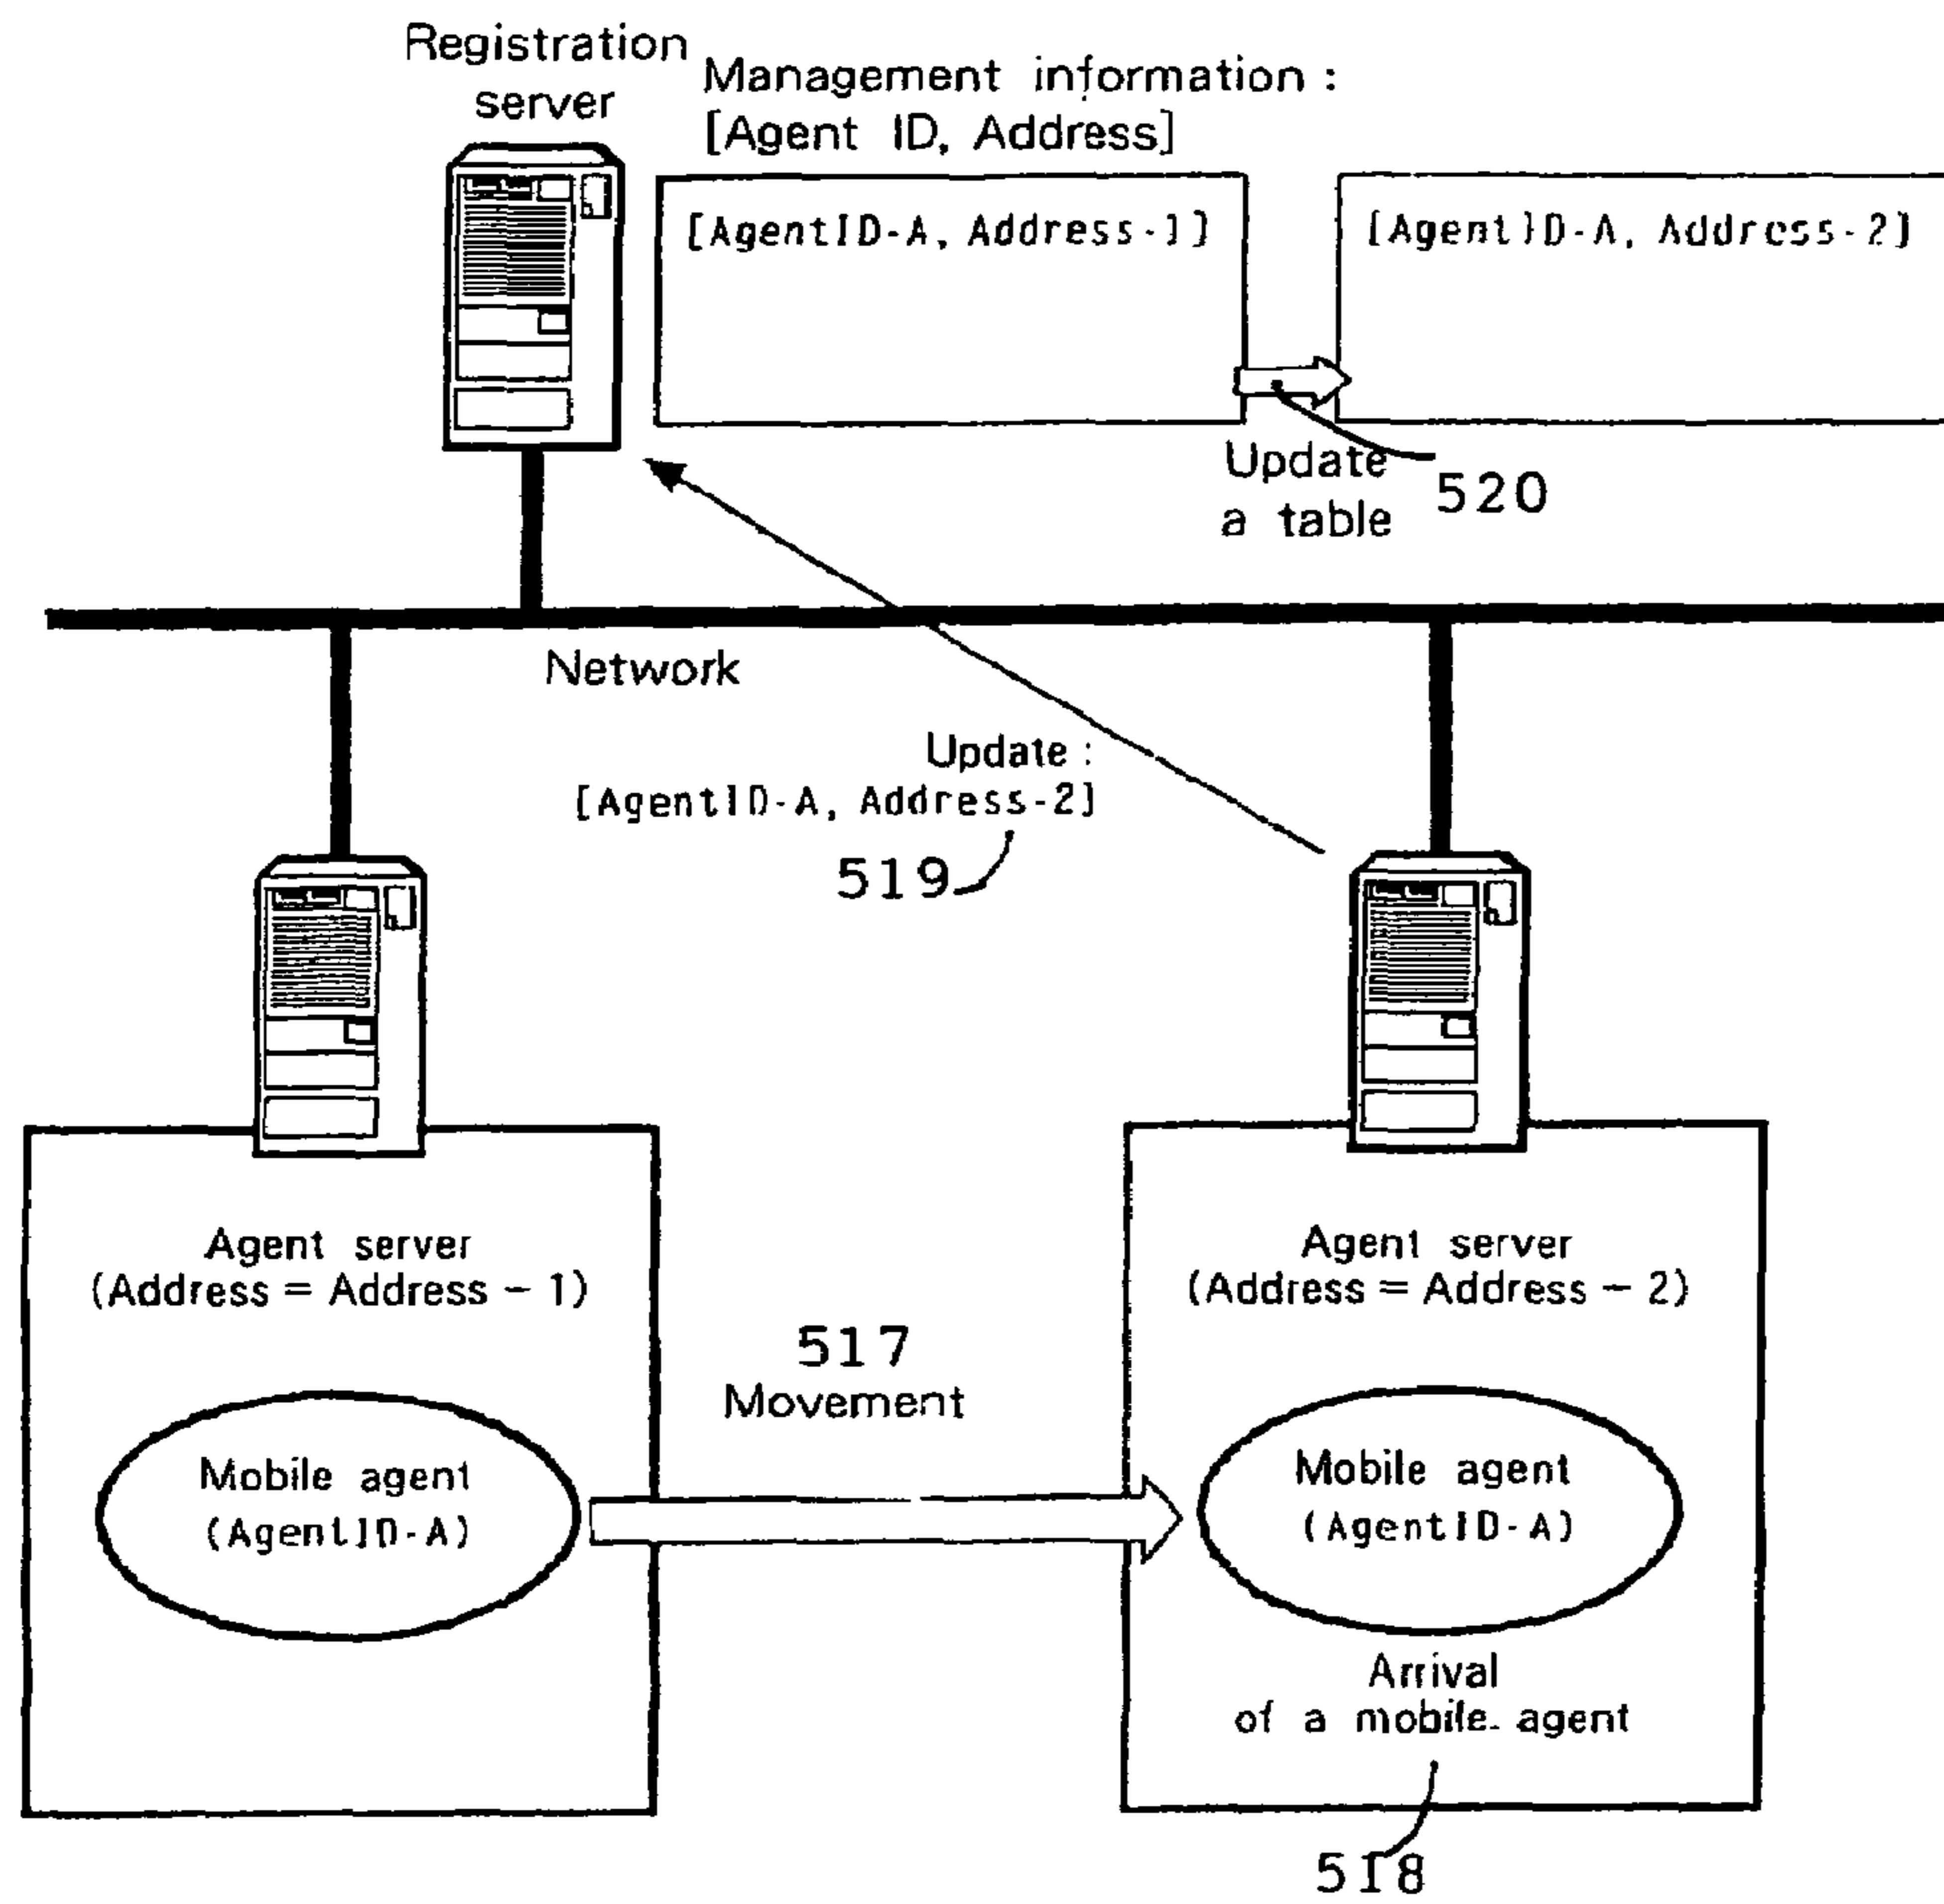 Registration
server
Management information :
[Agent ID, Address]
[AgentID-A, Address-1]
[AgentID-A, Address-2]
Update
a table
520
Network
Update :
[AgentID-A, Address-2]
519
Agent server
(Address = Address - 1)
Agent server
(Address = Address - 2)
517
Movement
Mobile agent
(AgentID-A)
Mobile agent
(AgentID-A)
Arrival
of a mobile agent
518